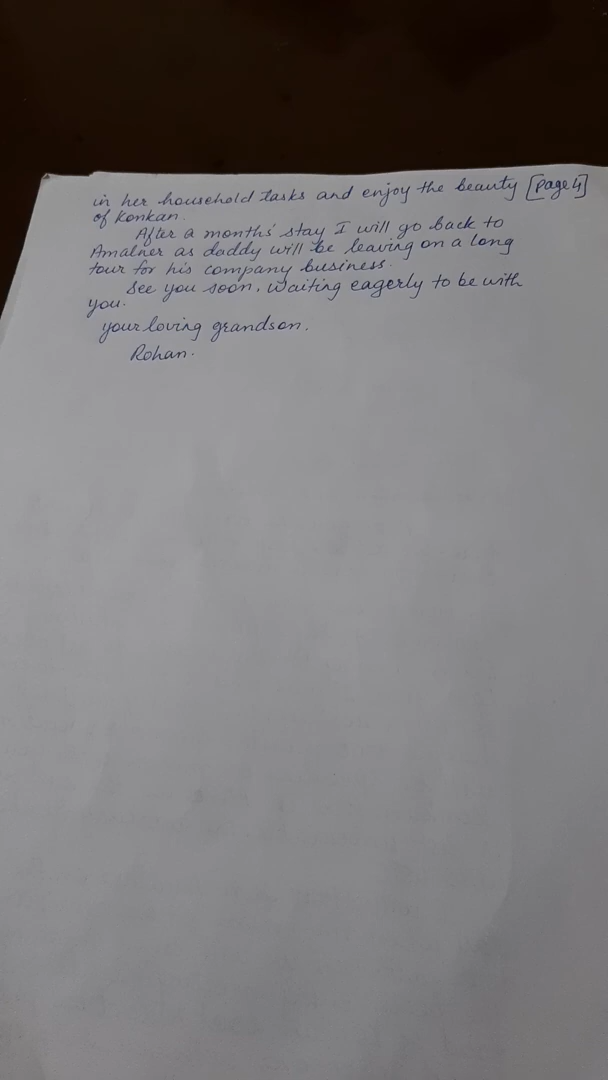 in her household tasks and enjoy the beauty [Page 4]
of Konkan.
After a months' stay I will go back to
Amalner as daddy will be leaving on a long
tour for his company business.
See you soon, Waiting eagerly to be with
you.
your loving grandson.
Rohan.